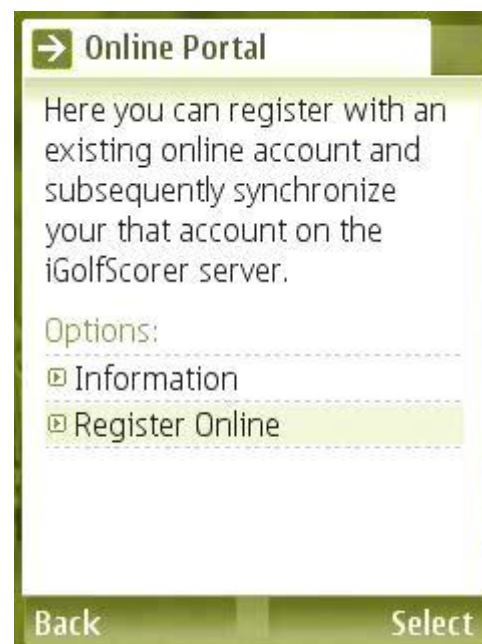 Online Portal
Here you can register with an
existing online account and
subsequently synchronize
your that account on the
iGolfScorer server.
Options:
Information
Register Online
Back Select